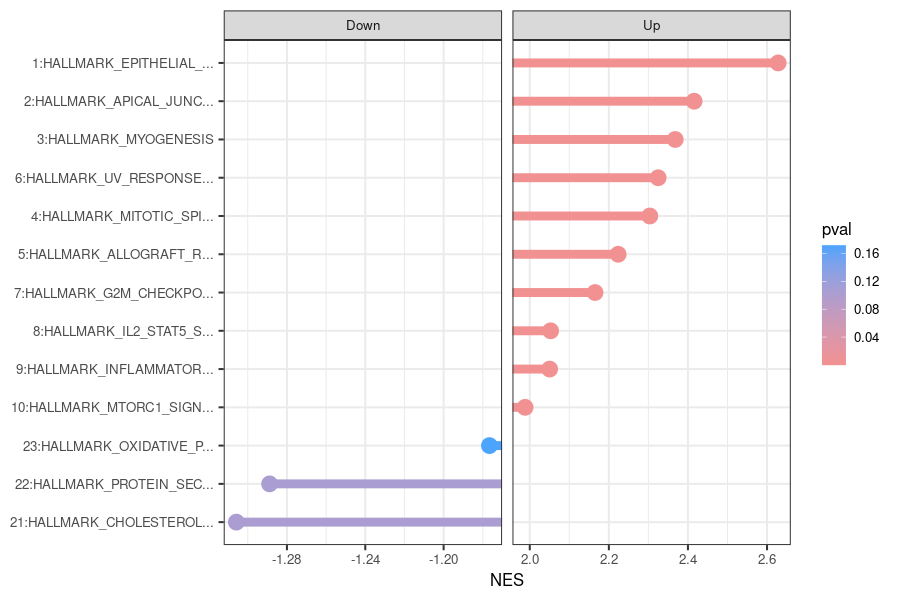 Down Up
1:HALLMARK_EPITHELIAL_...
2:HALLMARK_APICAL_JUNC...
3:HALLMARK_MYOGENESIS
6:HALLMARK_UV_RESPONSE...
4:HALLMARK_MITOTIC_SPI...
5:HALLMARK_ALLOGRAFT_R...
7:HALLMARK_G2M_CHECKPO...
8:HALLMARK_IL2_STAT5_S...
9:HALLMARK_INFLAMMATOR...
10:HALLMARK_MTORC1_SIGN...
23:HALLMARK_OXIDATIVE_P...
22:HALLMARK_PROTEIN_SEC...
21:HALLMARK_CHOLESTEROL...
-1.28 -1.24 -1.20 2.0 2.2 2.4 2.6
NES
pval
0.16
0.12
0.08
0.04